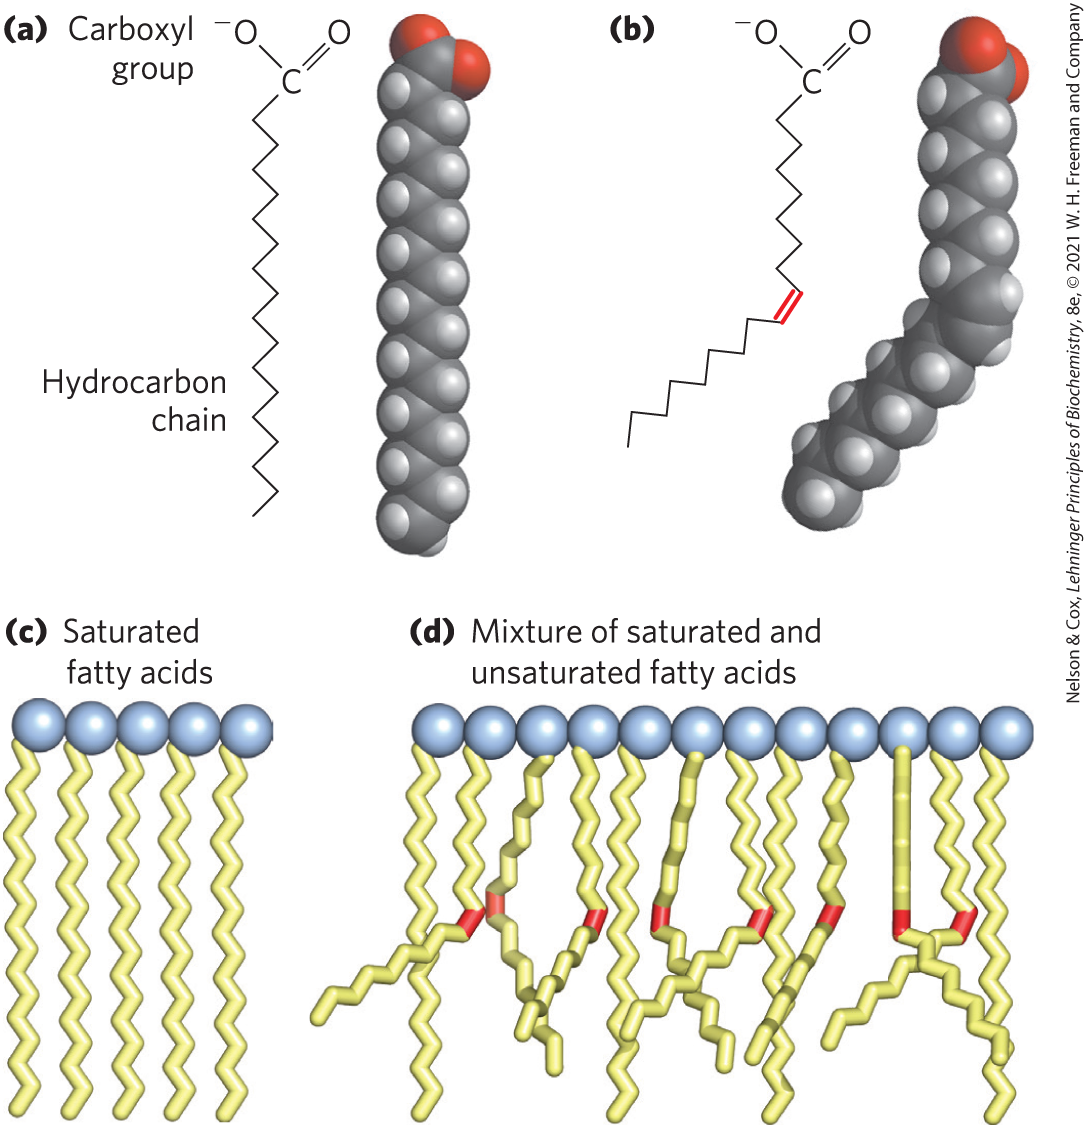 (a) Carboxyl
group
⁻O
O
C
Hydrocarbon
chain
(b)
⁻O
O
C
(c) Saturated
fatty acids
(d) Mixture of saturated and
unsaturated fatty acids
Nelson & Cox, Lehninger Principles of Biochemistry, 8e, © 2021 W. H. Freeman and Company